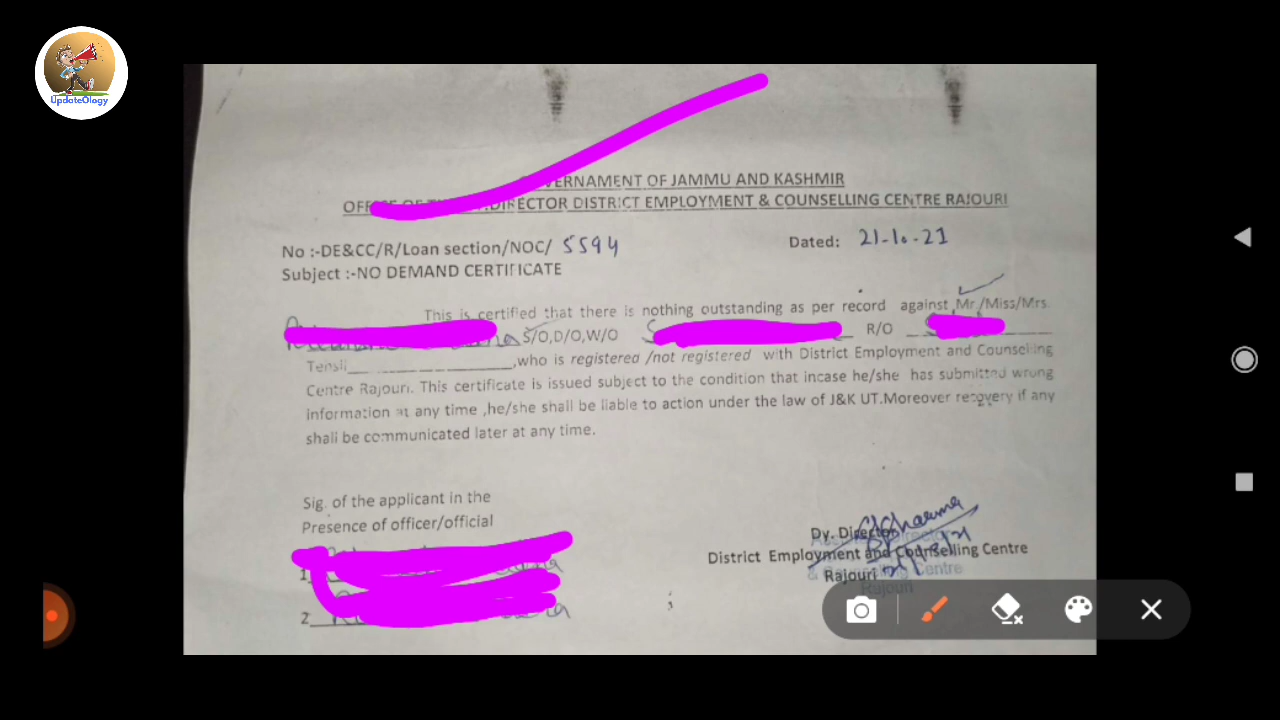 UpdateOlogy
VERNAMENT OF JAMMU AND KASHMIR
DIRECTOR DISTRICT EMPLOYMENT & COUNSELLING CENTRE RAJOURI
No :-DE&CC/R/Loan section/NOC/ 5594
Dated: 21-10-21
Subject :-NO DEMAND CERTIFICATE
This is certified that there is nothing outstanding as per record against Mr./Miss/Mrs.
S/O,D/O,W/O R/O
Tensil ,who is registered /not registered with District Employment and Counselling
Centre Rajouri. This certificate is issued subject to the condition that incase he/she has submitted wrong
information at any time ,he/she shall be liable to action under the law of J&K UT.Moreover recovery if any
shall be communicated later at any time.
Sig. of the applicant in the
Presence of officer/official
1
2
Dy. Director
District Employment and Counselling Centre
Rajouri
& Centre
Rajouri